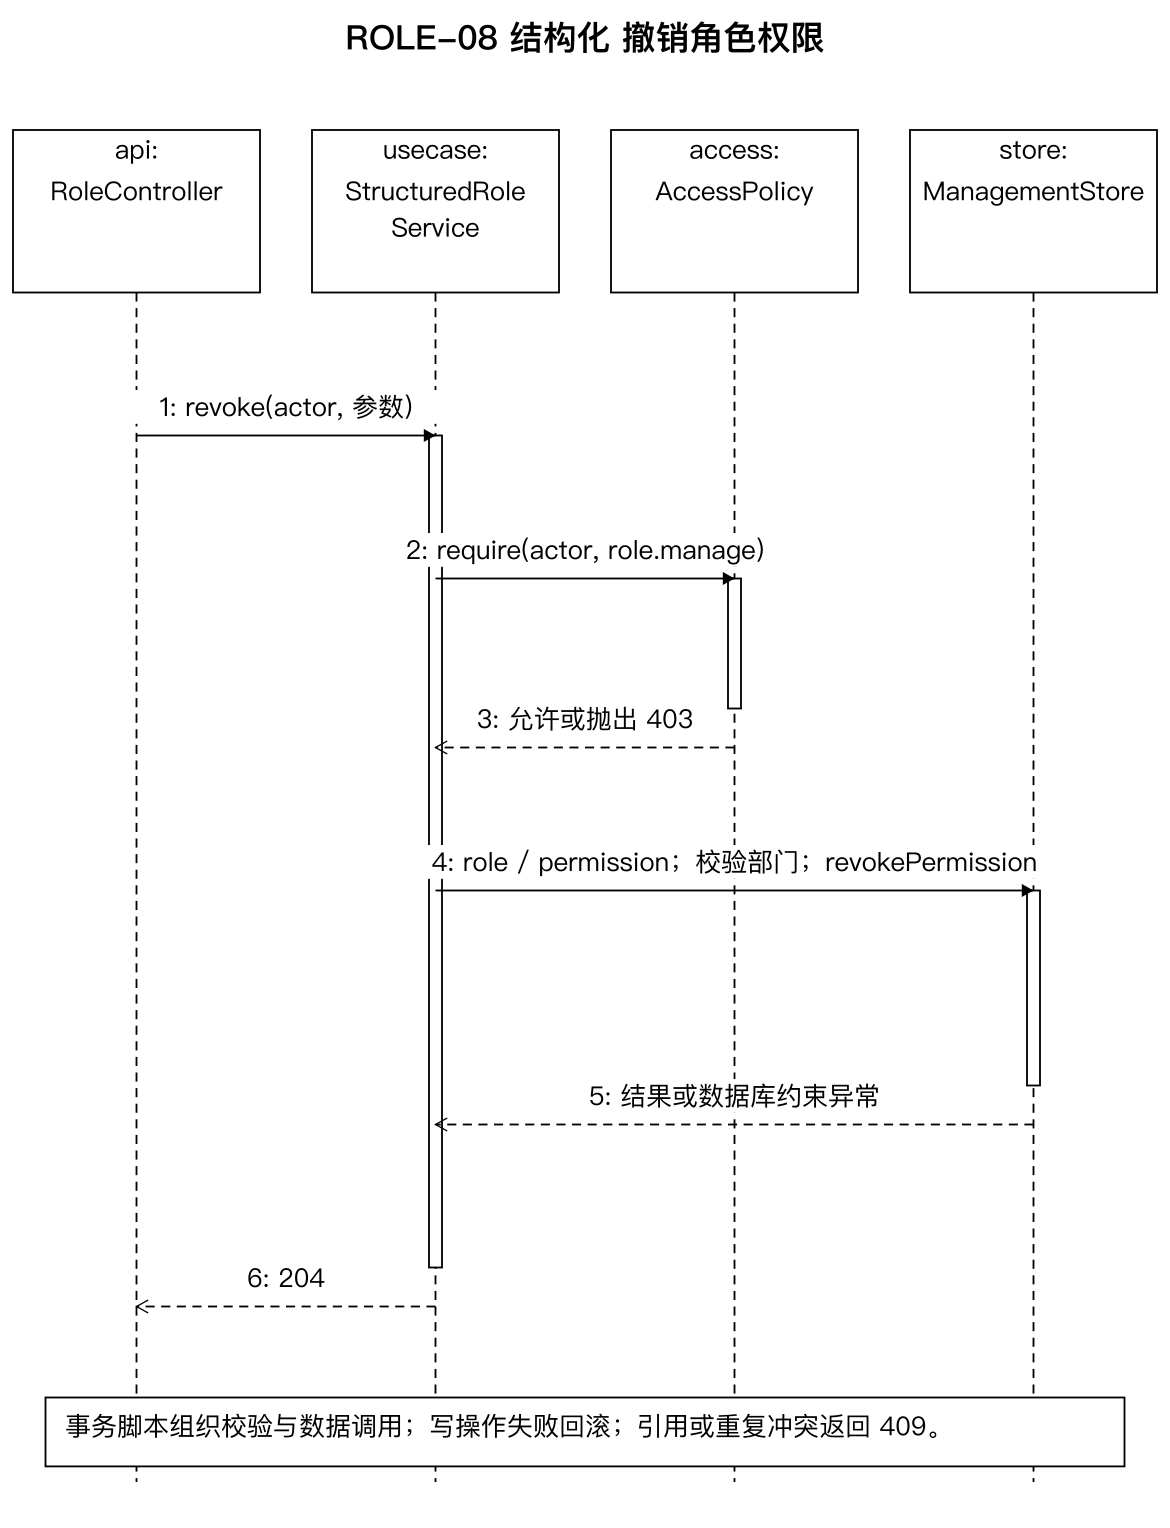 ROLE-08 结构化 撤销角色权限
api:
RoleController
usecase:
StructuredRole
Service
access:
AccessPolicy
store:
ManagementStore
1: revoke(actor, 参数)
2: require(actor, role.manage)
3: 允许或抛出 403
4: role / permission；校验部门；revokePermission
5: 结果或数据库约束异常
6: 204
事务脚本组织校验与数据调用；写操作失败回滚；引用或重复冲突返回 409。